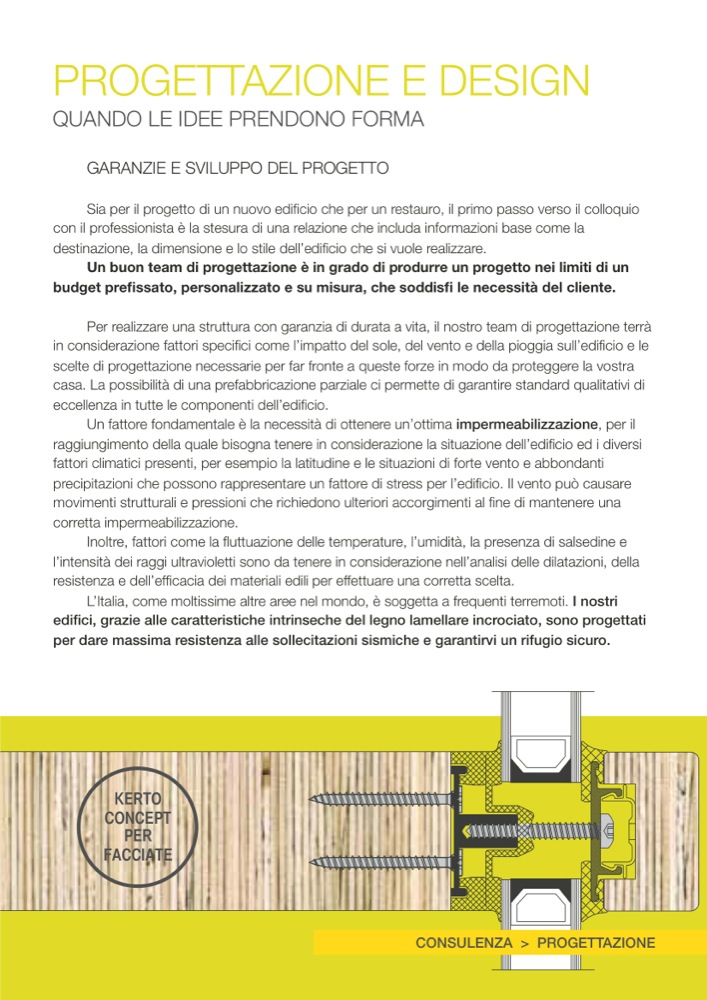 PROGETTAZIONE E DESIGN
QUANDO LE IDEE PRENDONO FORMA
GARANZIE E SVILUPPO DEL PROGETTO
Sia per il progetto di un nuovo edificio che per un restauro, il primo passo verso il colloquio
con il professionista è la stesura di una relazione che includa informazioni base come la
destinazione, la dimensione e lo stile dell'edificio che si vuole realizzare.
Un buon team di progettazione è in grado di produrre un progetto nei limiti di un
budget prefissato, personalizzato e su misura, che soddisfi le necessità del cliente.
Per realizzare una struttura con garanzia di durata a vita, il nostro team di progettazione terrà
in considerazione fattori specifici come l'impatto del sole, del vento e della pioggia sull'edificio e le
scelte di progettazione necessarie per far fronte a queste forze in modo da proteggere la vostra
casa. La possibilità di una prefabbricazione parziale ci permette di garantire standard qualitativi di
eccellenza in tutte le componenti dell'edificio.
Un fattore fondamentale è la necessità di ottenere un'ottima impermeabilizzazione, per il
raggiungimento della quale bisogna tenere in considerazione la situazione dell'edificio ed i diversi
fattori climatici presenti, per esempio la latitudine e le situazioni di forte vento e abbondanti
precipitazioni che possono rappresentare un fattore di stress per l'edificio. Il vento può causare
movimenti strutturali e pressioni che richiedono ulteriori accorgimenti al fine di mantenere una
corretta impermeabilizzazione.
Inoltre, fattori come la fluttuazione delle temperature, l'umidità, la presenza di salsedine e
l'intensità dei raggi ultravioletti sono da tenere in considerazione nell'analisi delle dilatazioni, della
resistenza e dell'efficacia dei materiali edili per effettuare una corretta scelta.
L'Italia, come moltissime altre aree nel mondo, è soggetta a frequenti terremoti. I nostri
edifici, grazie alle caratteristiche intrinseche del legno lamellare incrociato, sono progettati
per dare massima resistenza alle sollecitazioni sismiche e garantirvi un rifugio sicuro.
KERTO
CONCEPT
PER
FACCIATE
CONSULENZA > PROGETTAZIONE